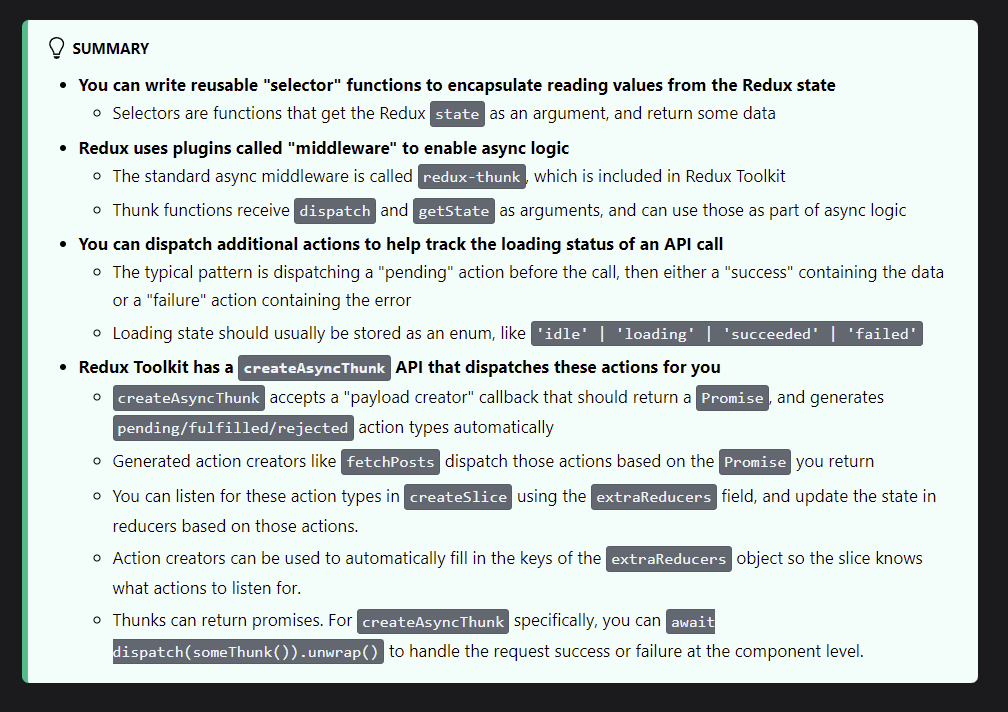 SUMMARY
You can write reusable "selector" functions to encapsulate reading values from the Redux state
Selectors are functions that get the Redux state as an argument, and return some data
Redux uses plugins called "middleware" to enable async logic
The standard async middleware is called redux-thunk, which is included in Redux Toolkit
Thunk functions receive dispatch and getState as arguments, and can use those as part of async logic
You can dispatch additional actions to help track the loading status of an API call
The typical pattern is dispatching a "pending" action before the call, then either a "success" containing the data
or a "failure" action containing the error
Loading state should usually be stored as an enum, like 'idle' | 'loading' | 'succeeded' | 'failed'
Redux Toolkit has a createAsyncThunk API that dispatches these actions for you
createAsyncThunk accepts a "payload creator" callback that should return a Promise, and generates
pending/fulfilled/rejected action types automatically
Generated action creators like fetchPosts dispatch those actions based on the Promise you return
You can listen for these action types in createSlice using the extraReducers field, and update the state in
reducers based on those actions.
Action creators can be used to automatically fill in the keys of the extraReducers object so the slice knows
what actions to listen for.
Thunks can return promises. For createAsyncThunk specifically, you can await
dispatch(someThunk()).unwrap() to handle the request success or failure at the component level.